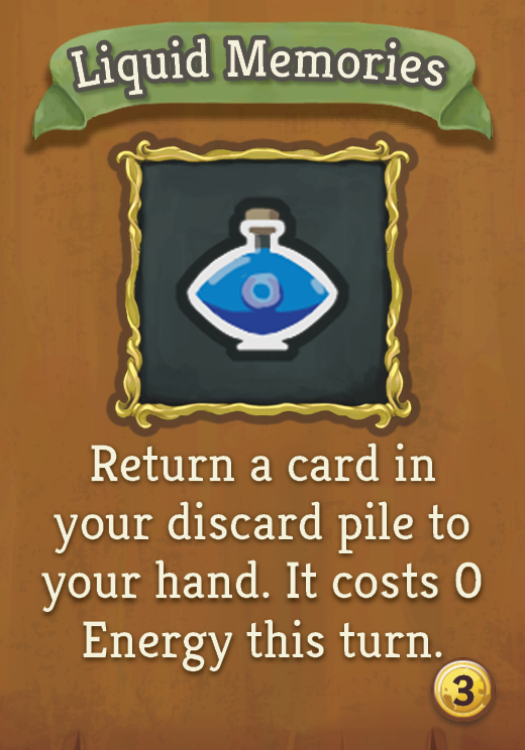 Liquid Memories
Return a card in
your discard pile to
your hand. It costs 0
Energy this turn.
3